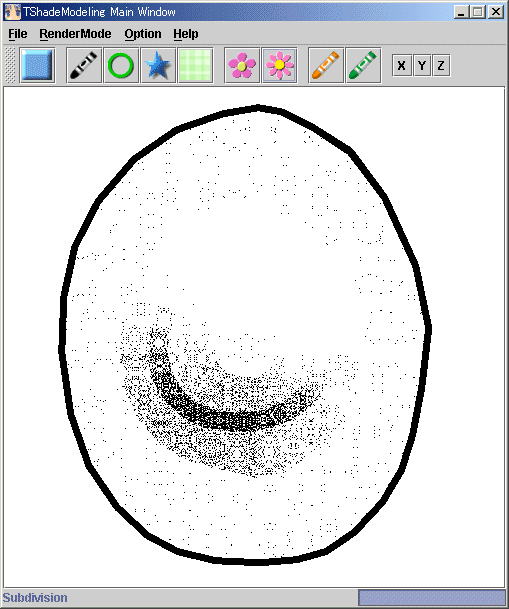 TShadeModeling Main Window
File RenderMode Option Help
X Y Z
Subdivision